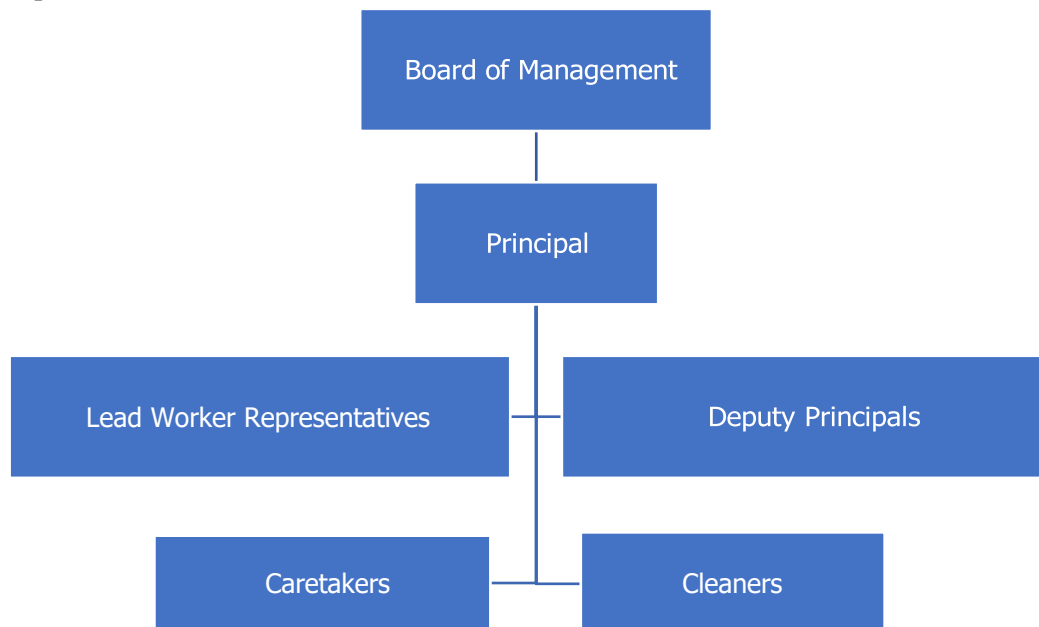 Board of Management
Principal
Lead Worker Representatives
Deputy Principals
Caretakers
Cleaners